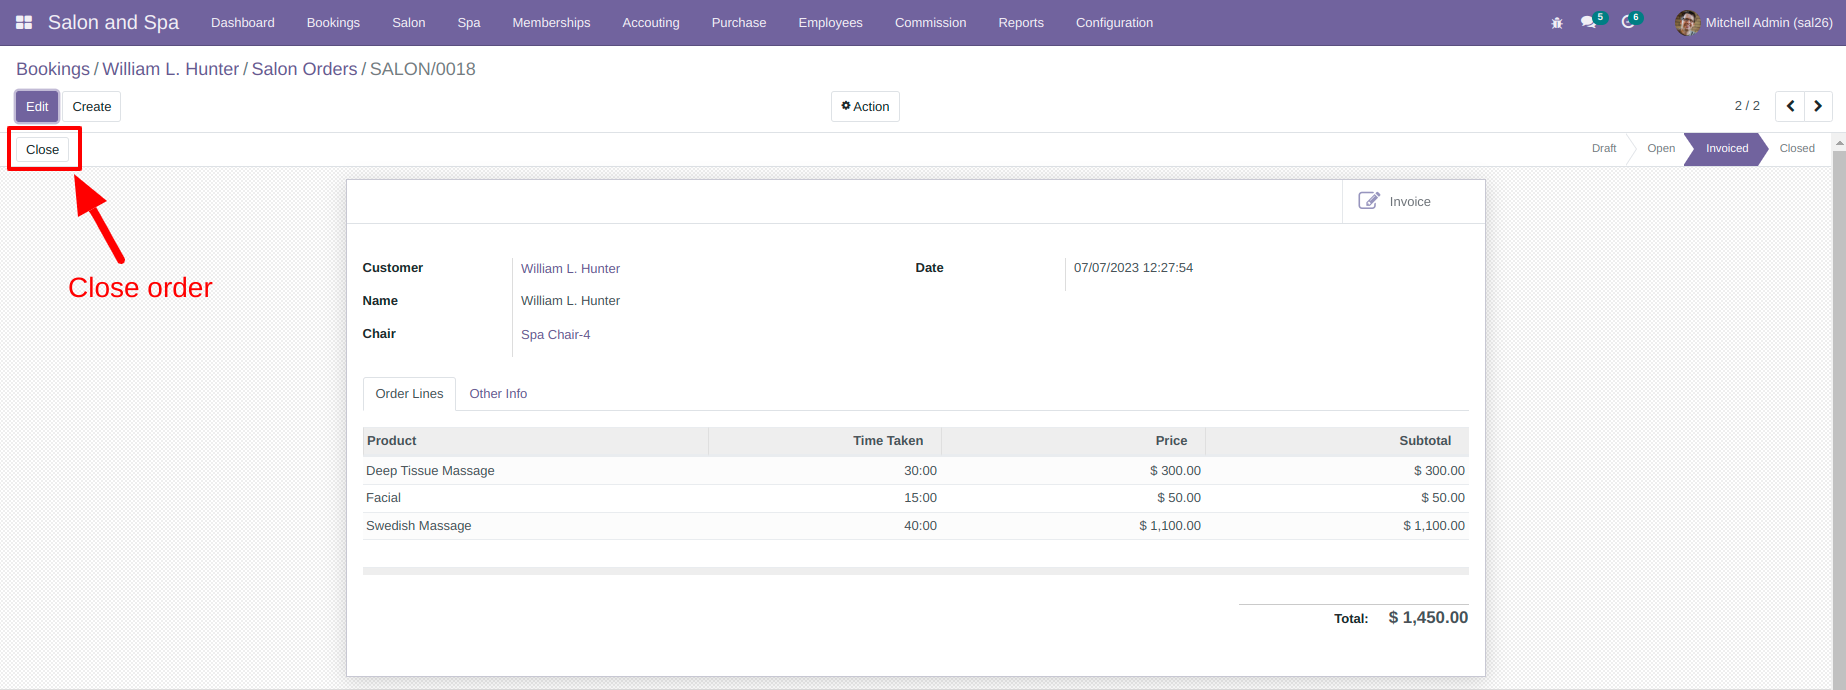 Salon and Spa Dashboard Bookings Salon Spa Memberships Accouting Purchase Employees Commission Reports Configuration 5 6 Mitchell Admin (sal26)
Bookings / William L. Hunter / Salon Orders / SALON/0018
Edit Create Action 2 / 2
Close Draft Open Invoiced Closed
Invoice
Close order
Customer William L. Hunter Date 07/07/2023 12:27:54
Name William L. Hunter
Chair Spa Chair-4
Order Lines Other Info
Product Time Taken Price Subtotal
Deep Tissue Massage 30:00 $ 300.00 $ 300.00
Facial 15:00 $ 50.00 $ 50.00
Swedish Massage 40:00 $ 1,100.00 $ 1,100.00
Total: $ 1,450.00